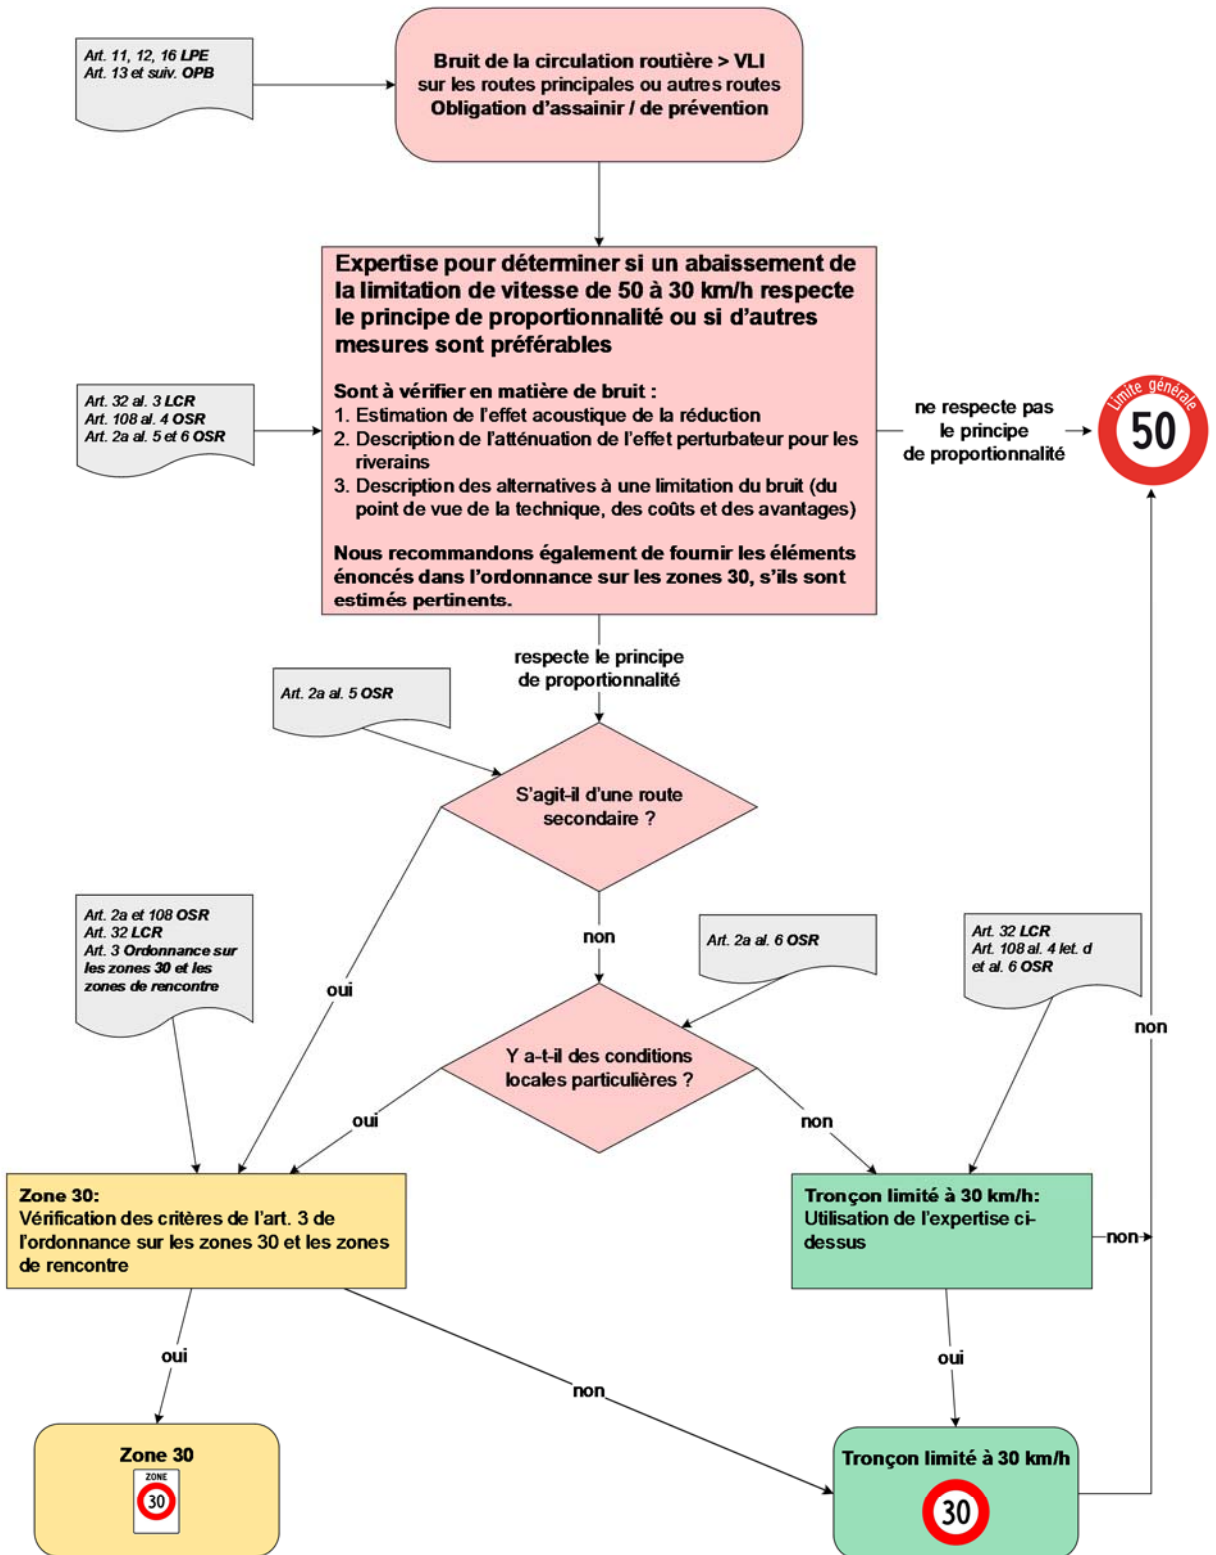 Art. 11, 12, 16 LPE
Art. 13 et suiv. OPB
Bruit de la circulation routière > VLI
sur les routes principales ou autres routes
Obligation d'assainir / de prévention
Expertise pour déterminer si un abaissement de
la limitation de vitesse de 50 à 30 km/h respecte
le principe de proportionnalité ou si d'autres
mesures sont préférables
Sont à vérifier en matière de bruit :
1. Estimation de l'effet acoustique de la réduction
2. Description de l'atténuation de l'effet perturbateur pour les
riverains
3. Description des alternatives à une limitation du bruit (du
point de vue de la technique, des coûts et des avantages)
Nous recommandons également de fournir les éléments
énoncés dans l'ordonnance sur les zones 30, s'ils sont
estimés pertinents.
Art. 32 al. 3 LCR
Art. 108 al. 4 OSR
Art. 2a al. 5 et 6 OSR
ne respecte pas
le principe
de proportionnalité
Limite générale
50
respecte le principe
de proportionnalité
Art. 2a al. 5 OSR
S'agit-il d'une route
secondaire ?
Art. 2a et 108 OSR
Art. 32 LCR
Art. 3 Ordonnance sur
les zones 30 et les
zones de rencontre
oui
non
Art. 2a al. 6 OSR
Art. 32 LCR
Art. 108 al. 4 let. d
et al. 6 OSR
non
Y a-t-il des conditions
locales particulières ?
oui
non
Zone 30:
Vérification des critères de l'art. 3 de
l'ordonnance sur les zones 30 et les zones
de rencontre
Tronçon limité à 30 km/h:
Utilisation de l'expertise ci-
dessus
non
oui
non
oui
Zone 30
ZONE
30
Tronçon limité à 30 km/h
30